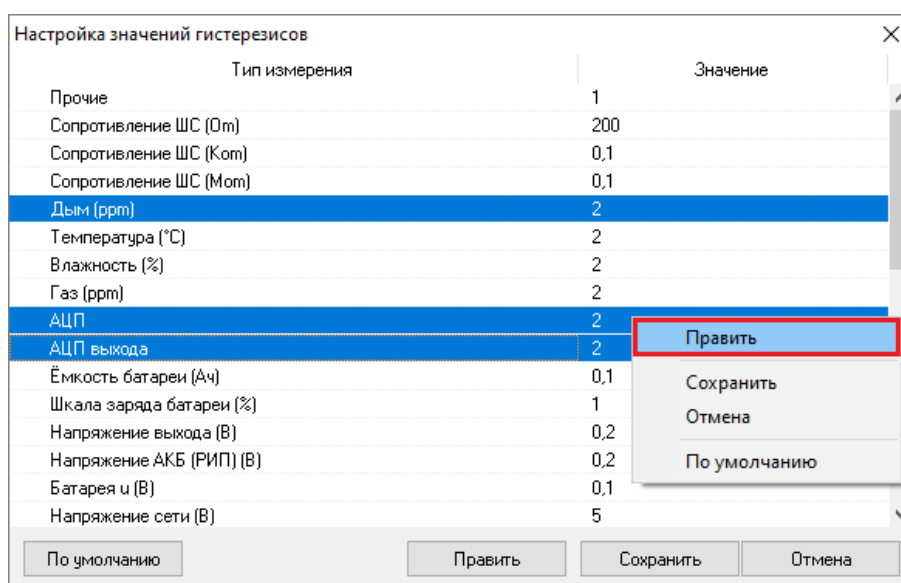 Настройка значений гистерезисов
Тип измерения Значение
Прочие 1
Сопротивление ШС (Om) 200
Сопротивление ШС (Kom) 0,1
Сопротивление ШС (Mom) 0,1
Дым (ppm) 2
Температура (°C) 2
Влажность (%) 2
Газ (ppm) 2
АЦП 2
АЦП выхода 2
Ёмкость батареи (Ач) 0,1
Шкала заряда батареи (%) 1
Напряжение выхода (В) 0,2
Напряжение АКБ (РИП) (В) 0,2
Батарея u (В) 0,1
Напряжение сети (В) 5
Править
Сохранить
Отмена
По умолчанию
По умолчанию Править Сохранить Отмена